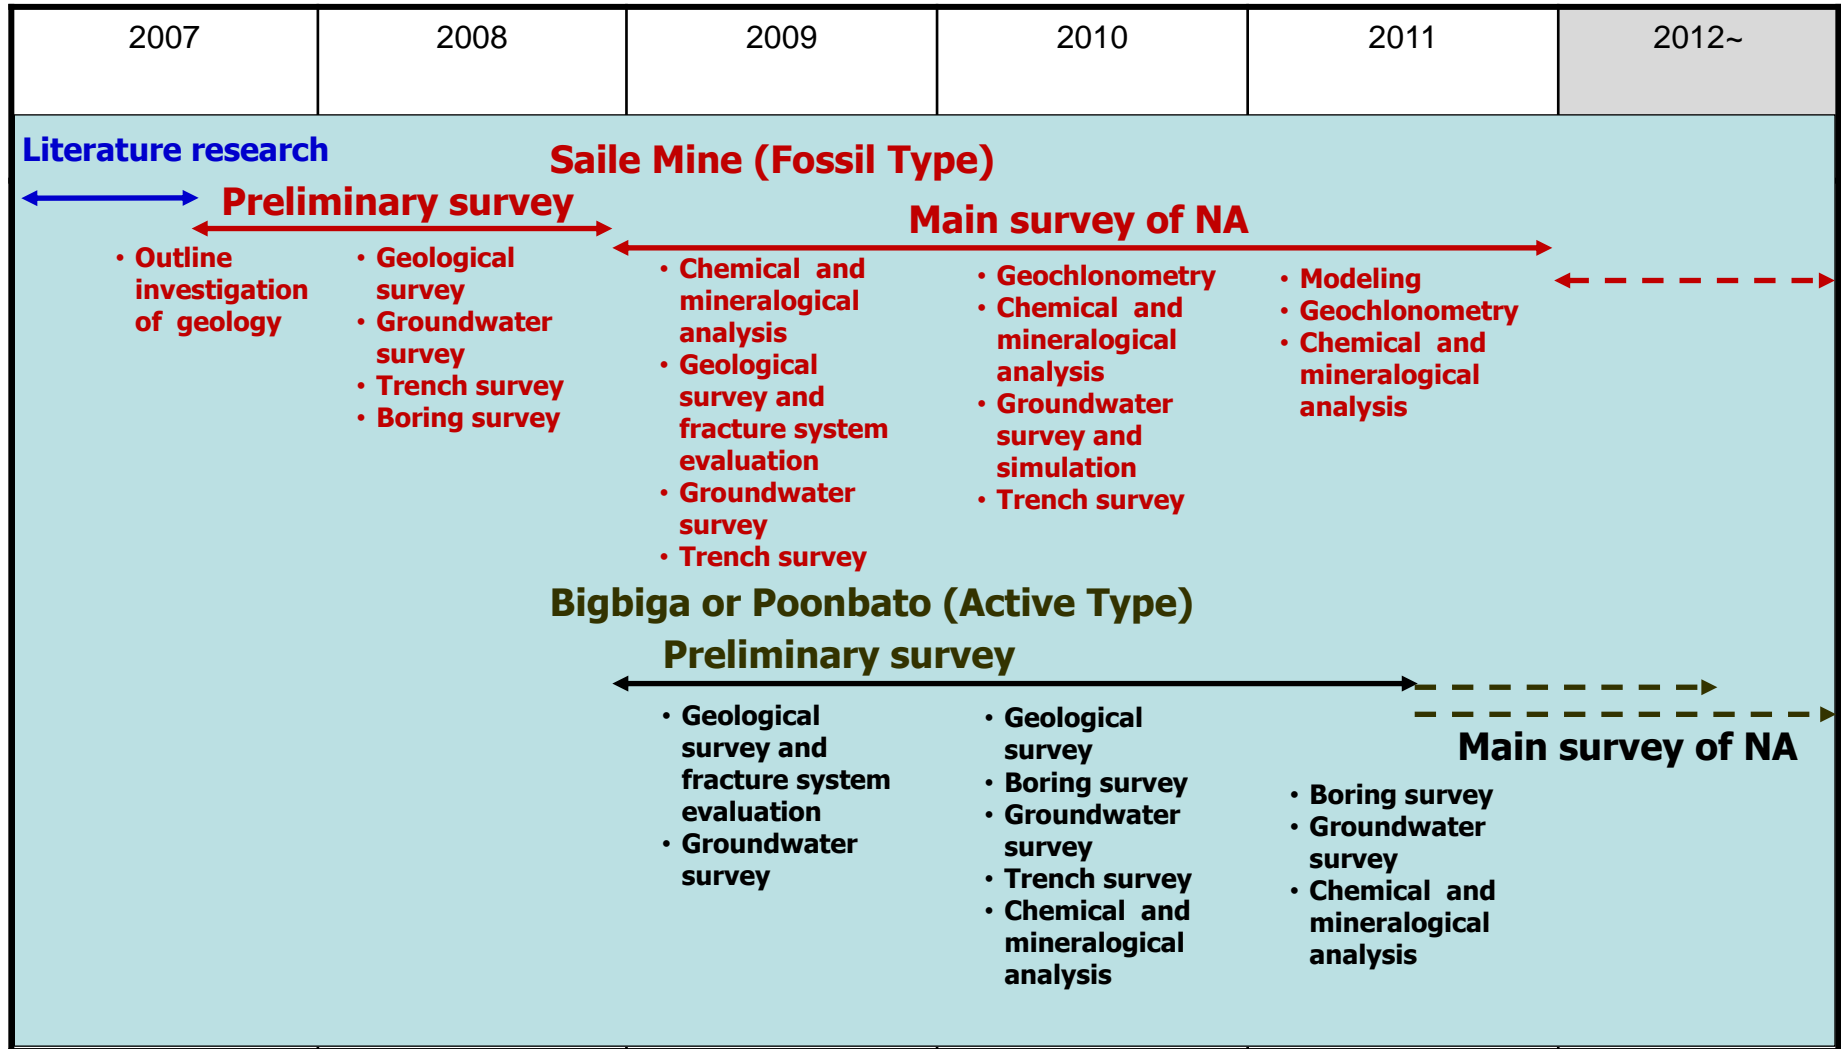 2007 2008 2009 2010 2011 2012~
Literature research
Saile Mine (Fossil Type)
Preliminary survey
Main survey of NA
• Outline
investigation
of geology
• Geological
survey
• Groundwater
survey
• Trench survey
• Boring survey
• Chemical and
mineralogical
analysis
• Geological
survey and
fracture system
evaluation
• Groundwater
survey
• Trench survey
• Geochlonometry
• Chemical and
mineralogical
analysis
• Groundwater
survey and
simulation
• Trench survey
• Modeling
• Geochlonometry
• Chemical and
mineralogical
analysis
Bigbiga or Poonbato (Active Type)
Preliminary survey
Main survey of NA
• Geological
survey and
fracture system
evaluation
• Groundwater
survey
• Geological
survey
• Boring survey
• Groundwater
survey
• Trench survey
• Chemical and
mineralogical
analysis
• Boring survey
• Groundwater
survey
• Chemical and
mineralogical
analysis